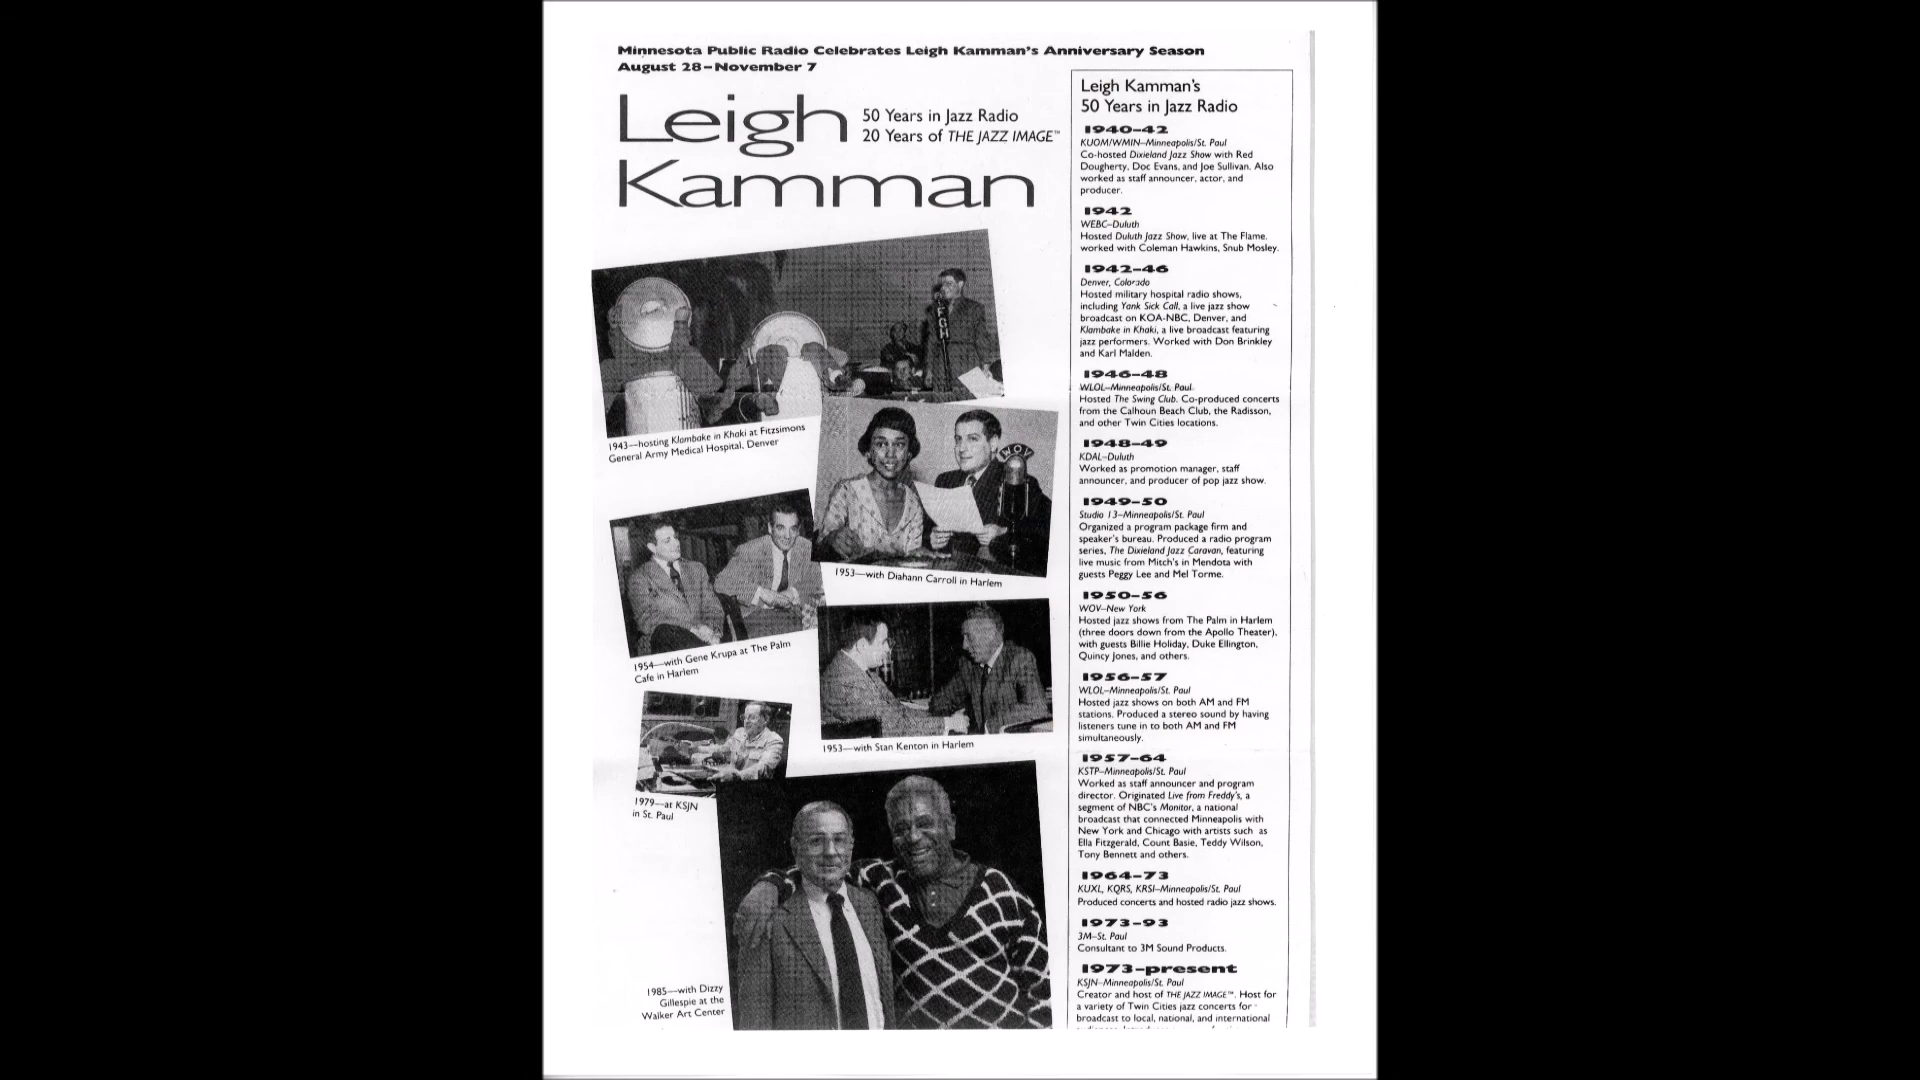 Minnesota Public Radio Celebrates Leigh Kamman's Anniversary Season
August 28–November 7
Leigh
Kamman
50 Years in Jazz Radio
20 Years of THE JAZZ IMAGE™
FGH
1943—hosting Klambake in Khaki at Fitzsimons
General Army Medical Hospital, Denver
WOV
1953—with Diahann Carroll in Harlem
1954—with Gene Krupa at The Palm
Cafe in Harlem
1953—with Stan Kenton in Harlem
1979—at KSJN
in St. Paul
1985—with Dizzy
Gillespie at the
Walker Art Center
Leigh Kamman's
50 Years in Jazz Radio
1940–42
KUOM/WMIN–Minneapolis/St. Paul
Co-hosted Dixieland Jazz Show with Red
Dougherty, Doc Evans, and Joe Sullivan. Also
worked as staff announcer, actor, and
producer.
1942
WEBC–Duluth
Hosted Duluth Jazz Show, live at The Flame,
worked with Coleman Hawkins, Snub Mosley.
1942–46
Denver, Colorado
Hosted military hospital radio shows,
including Yank Sick Call, a live jazz show
broadcast on KOA-NBC, Denver, and
Klambake in Khaki, a live broadcast featuring
jazz performers. Worked with Don Brinkley
and Karl Malden.
1946–48
WLOL–Minneapolis/St. Paul
Hosted The Swing Club. Co-produced concerts
from the Calhoun Beach Club, the Radisson,
and other Twin Cities locations.
1948–49
KDAL–Duluth
Worked as promotion manager, staff
announcer, and producer of pop jazz show.
1949–50
Studio 13–Minneapolis/St. Paul
Organized a program package firm and
speaker's bureau. Produced a radio program
series, The Dixieland Jazz Caravan, featuring
live music from Mitch's in Mendota with
guests Peggy Lee and Mel Torme.
1950–56
WOV–New York
Hosted jazz shows from The Palm in Harlem
(three doors down from the Apollo Theater),
with guests Billie Holiday, Duke Ellington,
Quincy Jones, and others.
1956–57
WLOL–Minneapolis/St. Paul
Hosted jazz shows on both AM and FM
stations. Produced a stereo sound by having
listeners tune in to both AM and FM
simultaneously.
1957–64
KSTP–Minneapolis/St. Paul
Worked as staff announcer and program
director. Originated Live from Freddy's, a
segment of NBC's Monitor, a national
broadcast that connected Minneapolis with
New York and Chicago with artists such as
Ella Fitzgerald, Count Basie, Teddy Wilson,
Tony Bennett and others.
1964–73
KUXL, KQRS, KRSI–Minneapolis/St. Paul
Produced concerts and hosted radio jazz shows.
1973–93
3M–St. Paul
Consultant to 3M Sound Products.
1973–present
KSJN–Minneapolis/St. Paul
Creator and host of THE JAZZ IMAGE™. Host for
a variety of Twin Cities jazz concerts for
broadcast to local, national, and international